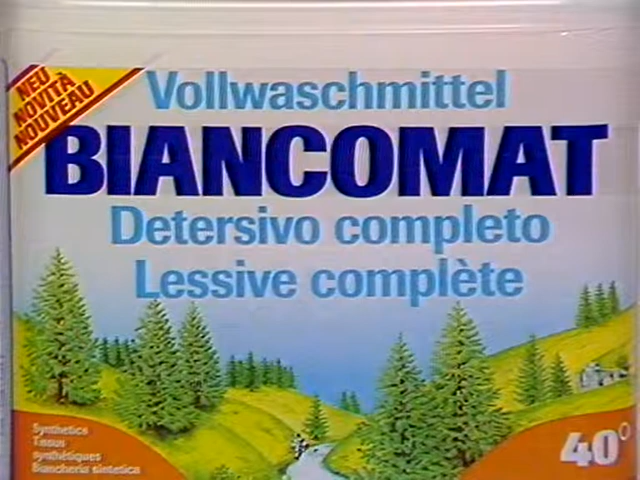 NEU
NOVITÀ
NOUVEAU
Vollwaschmittel
BIANCOMAT
Detersivo completo
Lessive complète
Synthetics
Tissus
synthétiques
Biancheria sintetica
40°